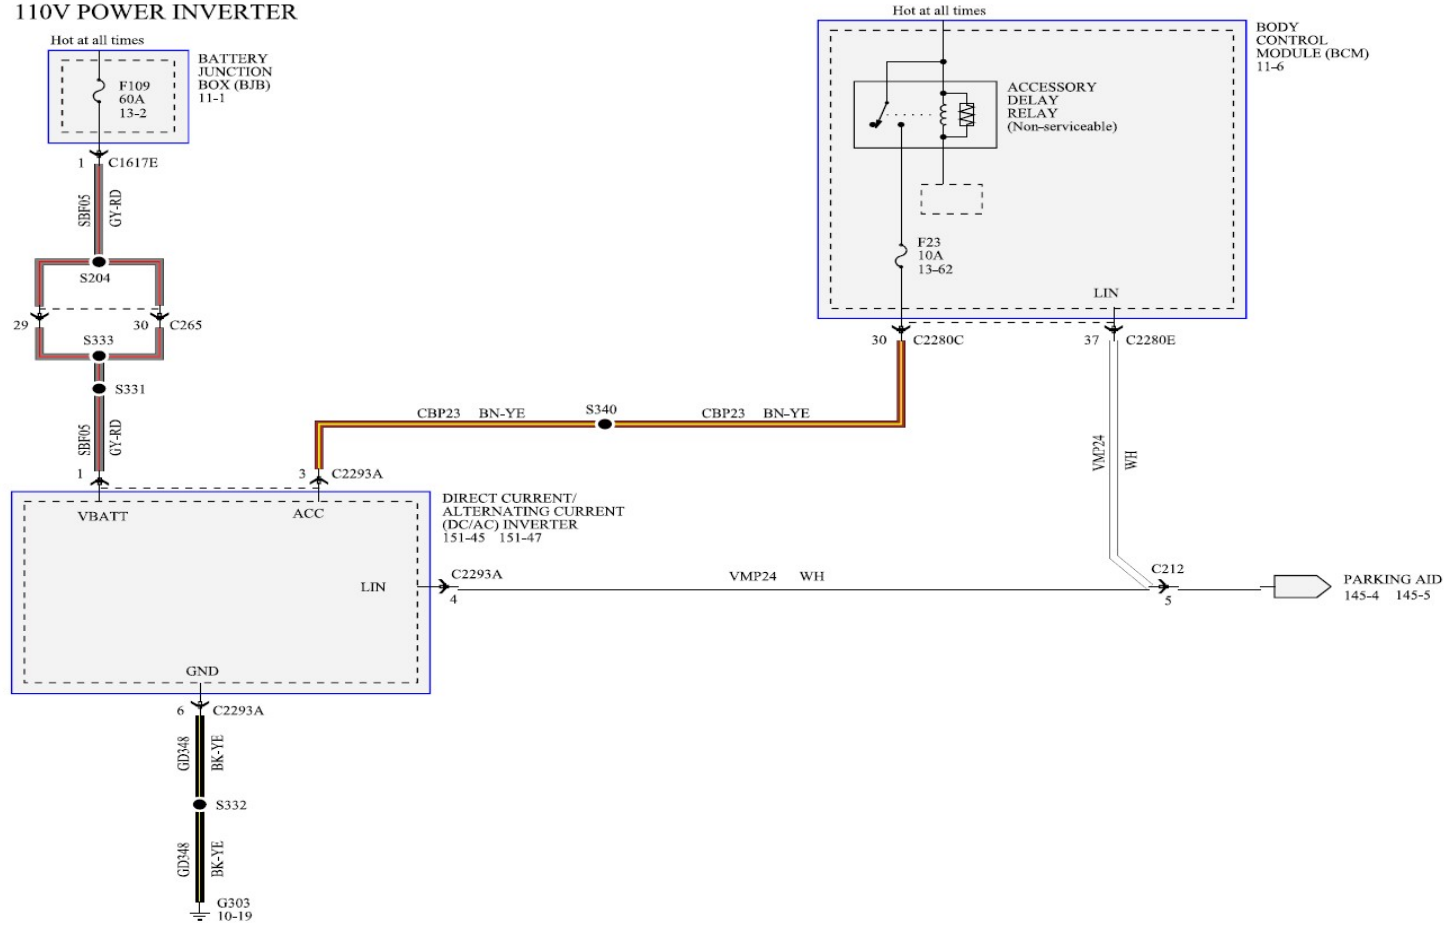 110V POWER INVERTER
Hot at all times
BATTERY
JUNCTION
BOX (BJB)
11-1
F109
60A
13-2
1
C1617E
SBF05
GY-RD
S204
29
30
C265
S333
S331
SBF05
GY-RD
1
Hot at all times
BODY
CONTROL
MODULE (BCM)
11-6
ACCESSORY
DELAY
RELAY
(Non-serviceable)
F23
10A
13-62
LIN
30
C2280C
37
C2280E
CBP23 BN-YE
S340
CBP23 BN-YE
VMP24
WH
3
C2293A
DIRECT CURRENT/
ALTERNATING CURRENT
(DC/AC) INVERTER
151-45 151-47
VBATT
ACC
LIN
C2293A
4
VMP24 WH
C212
5
PARKING AID
145-4 145-5
GND
6
C2293A
GD348
BK-YE
S332
GD348
BK-YE
G303
10-19